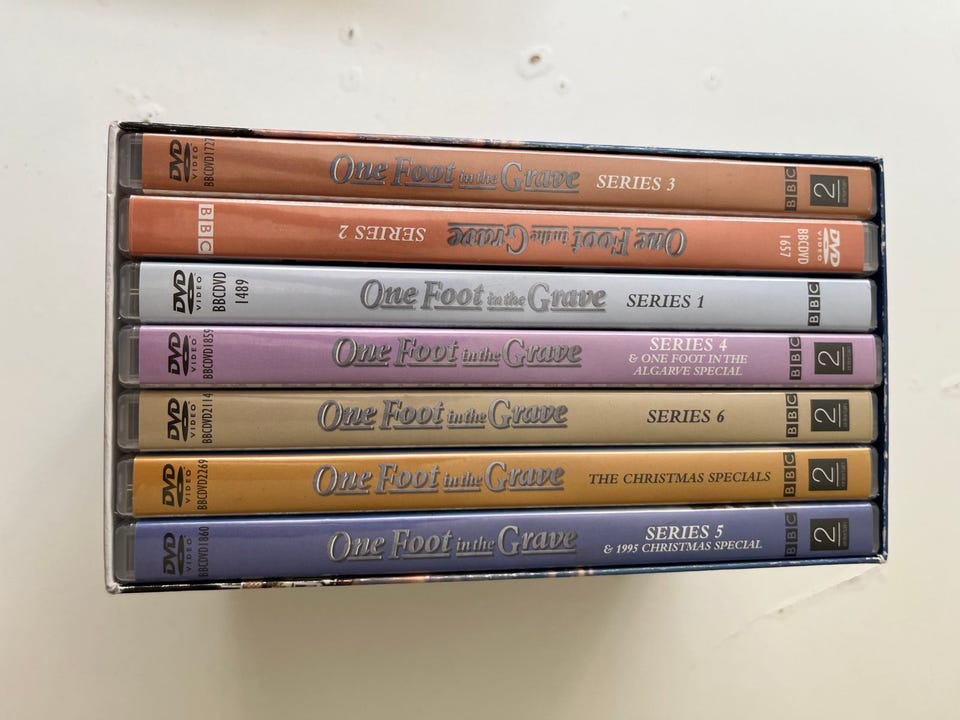 DVD VIDEO BBCDVD1727 One Foot in the Grave SERIES 3 BBC 2
DVD VIDEO BBCDVD 1657 One Foot in the Grave SERIES 2 BBC
DVD VIDEO BBCDVD 1489 One Foot in the Grave SERIES 1 BBC
DVD VIDEO BBCDVD1859 One Foot in the Grave SERIES 4
& ONE FOOT IN THE
ALGARVE SPECIAL
BBC 2
DVD VIDEO BBCDVD2114 One Foot in the Grave SERIES 6 BBC 2
DVD VIDEO BBCDVD2269 One Foot in the Grave THE CHRISTMAS SPECIALS BBC 2
DVD VIDEO BBCDVD1860 One Foot in the Grave SERIES 5
& 1995 CHRISTMAS SPECIAL
BBC 2